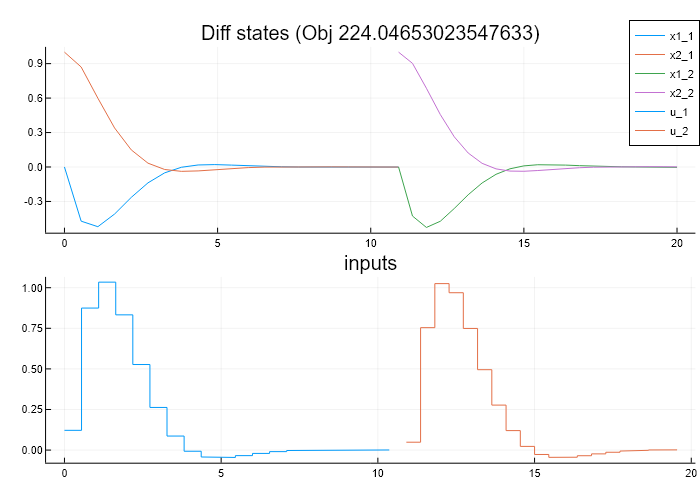 Diff states (Obj 224.04653023547633)
x1_1
x2_1
x1_2
x2_2
u_1
u_2
0.9
0.6
0.3
0.0
-0.3
0 5 10 15 20
inputs
1.00
0.75
0.50
0.25
0.00
0 5 10 15 20